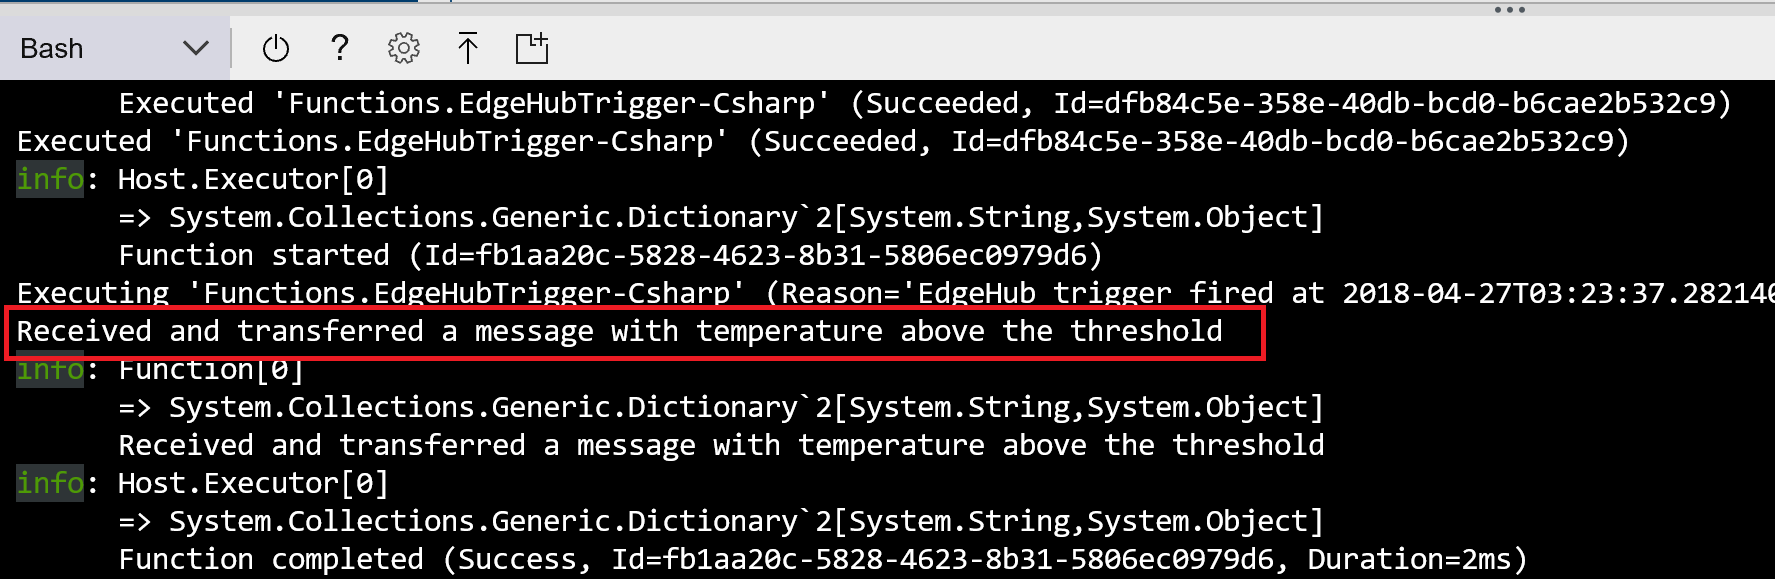 Bash ?
Executed 'Functions.EdgeHubTrigger-Csharp' (Succeeded, Id=dfb84c5e-358e-40db-bcd0-b6cae2b532c9)
Executed 'Functions.EdgeHubTrigger-Csharp' (Succeeded, Id=dfb84c5e-358e-40db-bcd0-b6cae2b532c9)
info: Host.Executor[0]
=> System.Collections.Generic.Dictionary`2[System.String,System.Object]
Function started (Id=fb1aa20c-5828-4623-8b31-5806ec0979d6)
Executing 'Functions.EdgeHubTrigger-Csharp' (Reason='EdgeHub trigger fired at 2018-04-27T03:23:37.282140
Received and transferred a message with temperature above the threshold
info: Function[0]
=> System.Collections.Generic.Dictionary`2[System.String,System.Object]
Received and transferred a message with temperature above the threshold
info: Host.Executor[0]
=> System.Collections.Generic.Dictionary`2[System.String,System.Object]
Function completed (Success, Id=fb1aa20c-5828-4623-8b31-5806ec0979d6, Duration=2ms)